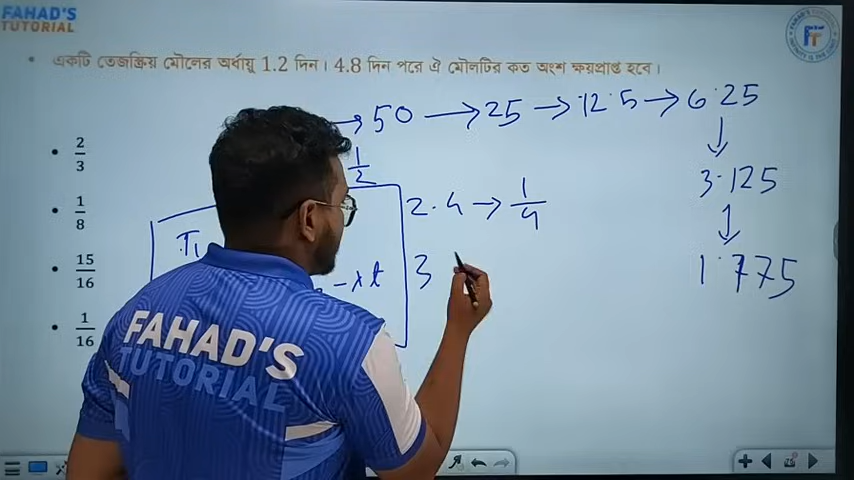 FAHAD'S
TUTORIAL
একটি তেজস্ক্রিয় মৌলের অর্ধায়ু 1.2 দিন। 4.8 দিন পরে ঐ মৌলটির কত অংশ ক্ষয়প্রাপ্ত হবে।
→ 50 → 25 → 12.5 → 6.25
↓
3.125
↓
1.775
2/3
1/8
15/16
1/16
1/2
2.4 → 1/4
3
T₁
-λt
FAHAD'S
TUTORIAL